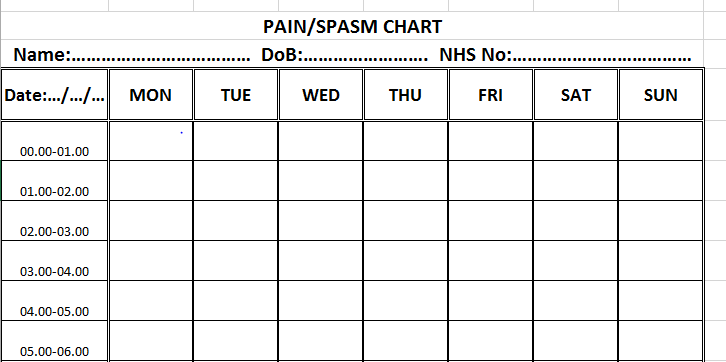 PAIN/SPASM CHART
Name:……………………………… DoB:……………………. NHS No:………………………………
Date:…/…/… MON TUE WED THU FRI SAT SUN
00.00-01.00
01.00-02.00
02.00-03.00
03.00-04.00
04.00-05.00
05.00-06.00